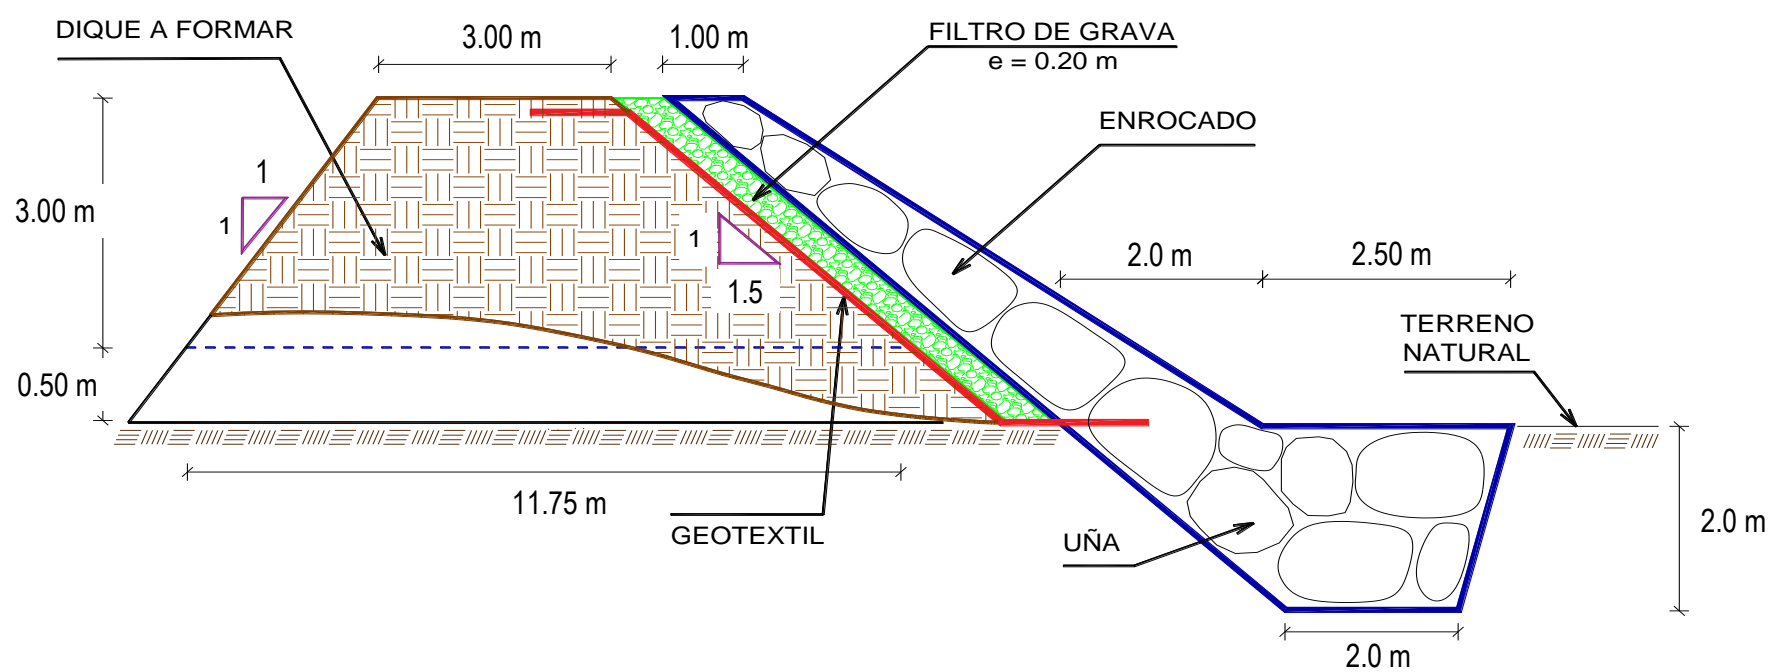 DIQUE A FORMAR
3.00 m
1.00 m
FILTRO DE GRAVA
e = 0.20 m
ENROCADO
1
1
3.00 m
1
1.5
2.0 m
2.50 m
TERRENO
NATURAL
0.50 m
11.75 m
GEOTEXTIL
UÑA
2.0 m
2.0 m